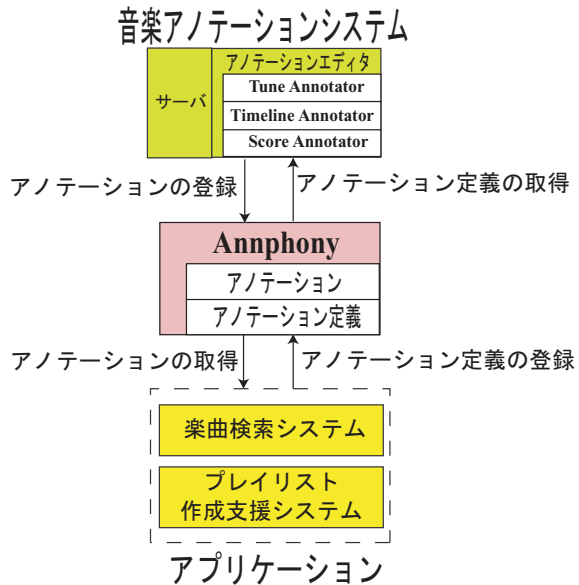 音楽アノテーションシステム
アノテーションエディタ
サーバ
Tune Annotator
Timeline Annotator
Score Annotator
アノテーションの登録
アノテーション定義の取得
Annphony
アノテーション
アノテーション定義
アノテーションの取得
アノテーション定義の登録
楽曲検索システム
プレイリスト
作成支援システム
アプリケーション